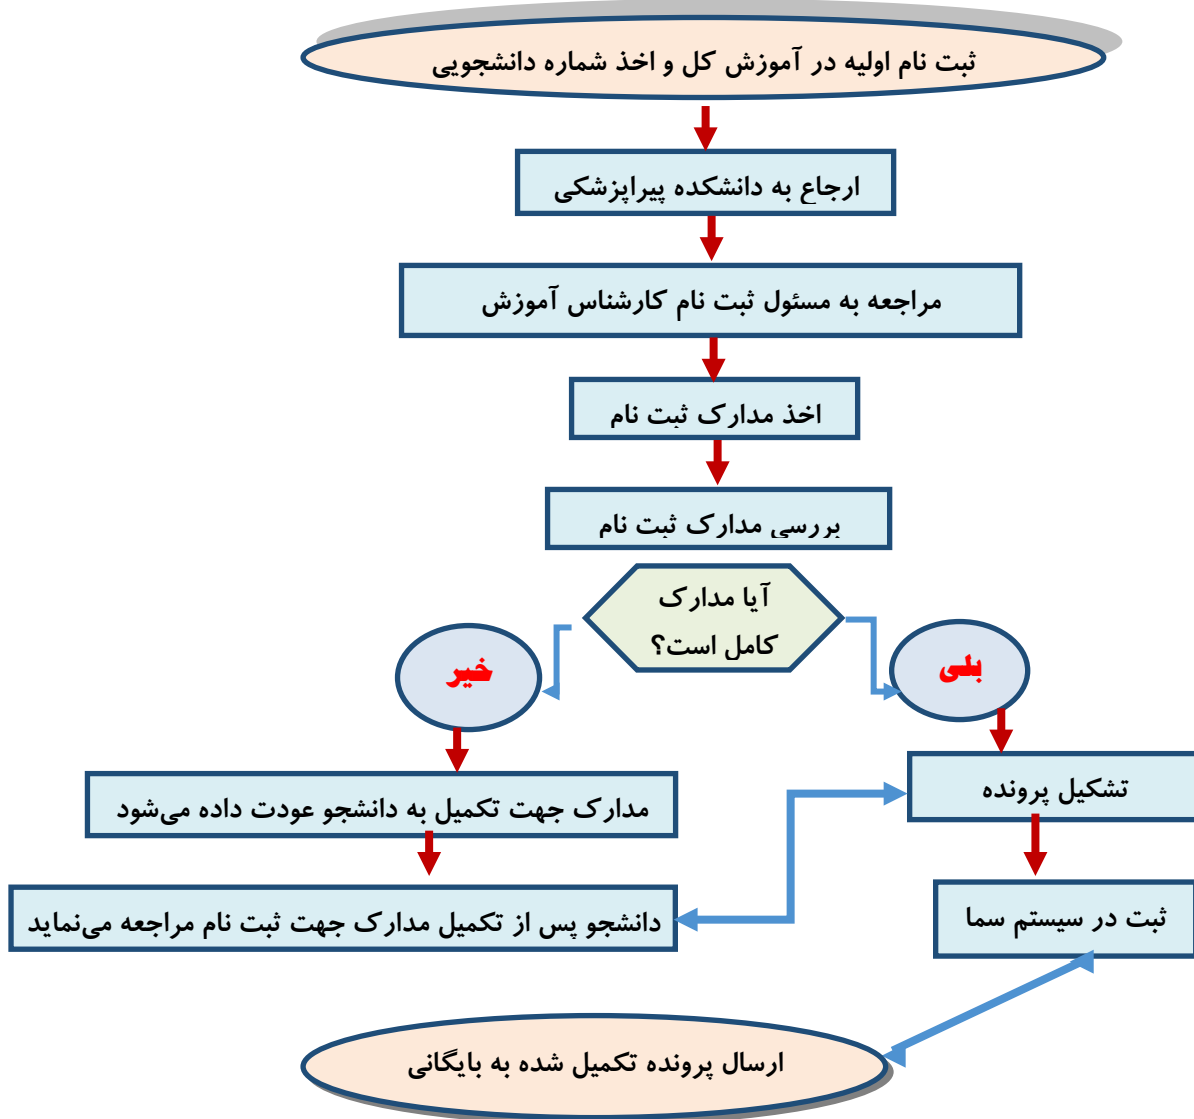 ثبت نام اولیه در آموزش کل و اخذ شماره دانشجویی
ارجاع به دانشکده پیراپزشکی
مراجعه به مسئول ثبت نام کارشناس آموزش
اخذ مدارک ثبت نام
بررسی مدارک ثبت نام
آیا مدارک
کامل است؟
بلی
خیر
تشکیل پرونده
مدارک جهت تکمیل به دانشجو عودت داده می‌شود
ثبت در سیستم سما
دانشجو پس از تکمیل مدارک جهت ثبت نام مراجعه می‌نماید
ارسال پرونده تکمیل شده به بایگانی